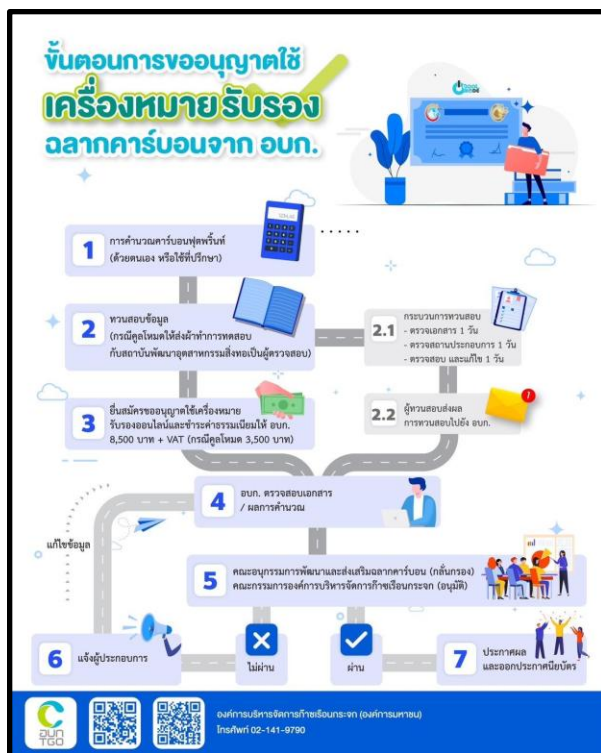 ขั้นตอนการขออนุญาตใช้
เครื่องหมายรับรอง
ฉลากคาร์บอนจาก อบก.
1
การคำนวณคาร์บอนฟุตพริ้นท์
(ด้วยตนเอง หรือใช้ที่ปรึกษา)
2
ทวนสอบข้อมูล
(กรณีคูลโหมดให้ส่งผ้าทำการทดสอบ
กับสถาบันพัฒนาอุตสาหกรรมสิ่งทอเป็นผู้ตรวจสอบ)
2.1
กระบวนการทวนสอบ
- ตรวจเอกสาร 1 วัน
- ตรวจสถานประกอบการ 1 วัน
- ตรวจสอบ และแก้ไข 1 วัน
3
ยื่นสมัครขออนุญาตใช้เครื่องหมาย
รับรองออนไลน์และชำระค่าธรรมเนียมให้ อบก.
8,500 บาท + VAT (กรณีคูลโหมด 3,500 บาท)
2.2
ผู้ทวนสอบส่งผล
การทวนสอบไปยัง อบก.
1
4
อบก. ตรวจสอบเอกสาร
/ ผลการคำนวณ
แก้ไขข้อมูล
5
คณะอนุกรรมการพัฒนาและส่งเสริมฉลากคาร์บอน (กลั่นกรอง)
คณะกรรมการองค์การบริหารจัดการก๊าซเรือนกระจก (อนุมัติ)
6
แจ้งผู้ประกอบการ
ไม่ผ่าน
ผ่าน
7
ประกาศผล
และออกประกาศนียบัตร
อบก
TGO
องค์การบริหารจัดการก๊าซเรือนกระจก (องค์การมหาชน)
โทรศัพท์ 02-141-9790